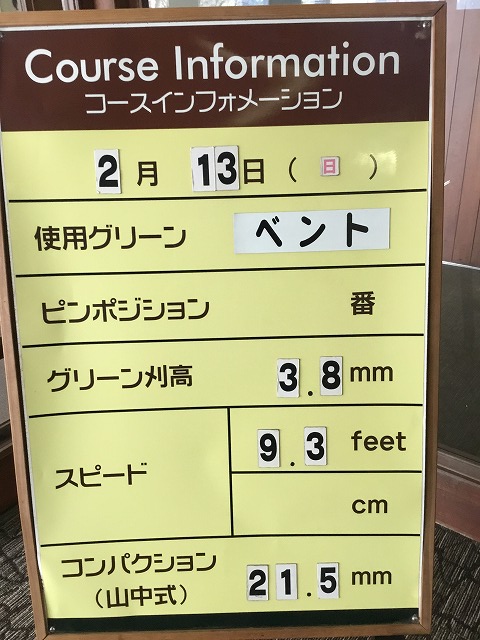 Course Information
コースインフォメーション
2月 13日 ( 日 )
使用グリーン ベント
ピンポジション 番
グリーン刈高 3.8mm
スピード 9.3 feet
cm
コンパクション
(山中式) 21.5 mm